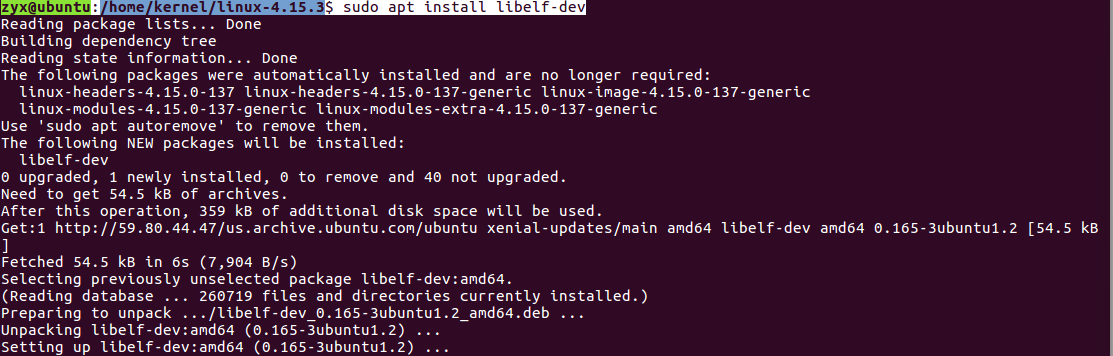 zyx@ubuntu:/home/kernel/linux-4.15.3$ sudo apt install libelf-dev
Reading package lists... Done
Building dependency tree
Reading state information... Done
The following packages were automatically installed and are no longer required:
  linux-headers-4.15.0-137 linux-headers-4.15.0-137-generic linux-image-4.15.0-137-generic
  linux-modules-4.15.0-137-generic linux-modules-extra-4.15.0-137-generic
Use 'sudo apt autoremove' to remove them.
The following NEW packages will be installed:
  libelf-dev
0 upgraded, 1 newly installed, 0 to remove and 40 not upgraded.
Need to get 54.5 kB of archives.
After this operation, 359 kB of additional disk space will be used.
Get:1 http://59.80.44.47/us.archive.ubuntu.com/ubuntu xenial-updates/main amd64 libelf-dev amd64 0.165-3ubuntu1.2 [54.5 kB
]
Fetched 54.5 kB in 6s (7,904 B/s)
Selecting previously unselected package libelf-dev:amd64.
(Reading database ... 260719 files and directories currently installed.)
Preparing to unpack .../libelf-dev_0.165-3ubuntu1.2_amd64.deb ...
Unpacking libelf-dev:amd64 (0.165-3ubuntu1.2) ...
Setting up libelf-dev:amd64 (0.165-3ubuntu1.2) ...